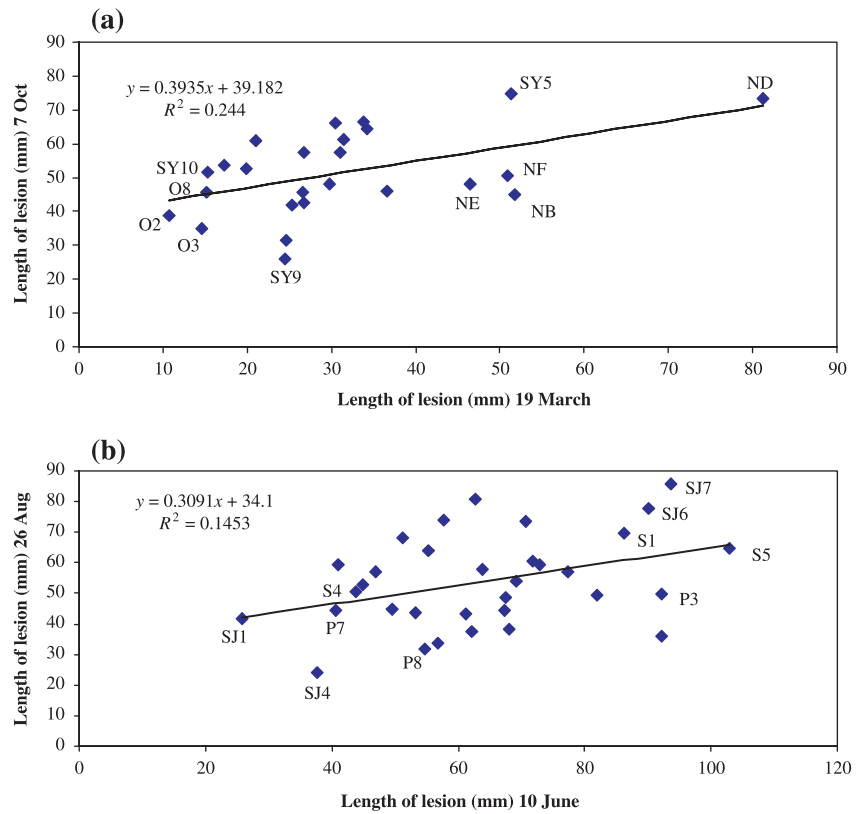 (a)
90
80
70
60
50
40
30
20
10
0
Length of lesion (mm) 7 Oct
y = 0.3935x + 39.182
R² = 0.244
SY5
ND
SY10
O8
NF
NE
NB
O2
O3
SY9
0 10 20 30 40 50 60 70 80 90
Length of lesion (mm) 19 March
(b)
90
80
70
60
50
40
30
20
10
0
Length of lesion (mm) 26 Aug
y = 0.3091x + 34.1
R² = 0.1453
SJ7
SJ6
S1
S5
S4
P3
P7
SJ1
P8
SJ4
0 20 40 60 80 100 120
Length of lesion (mm) 10 June